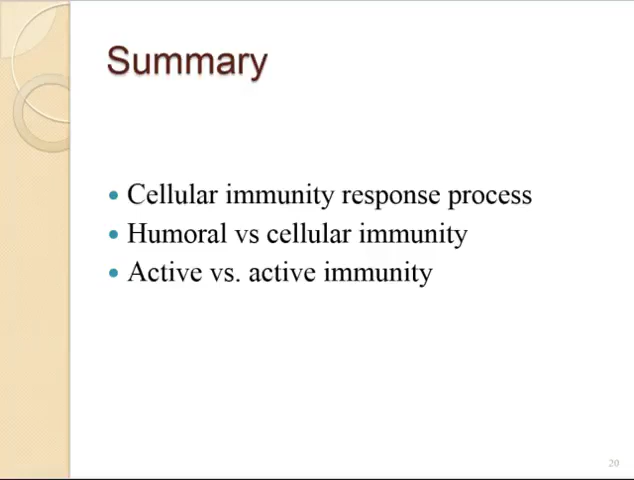 Summary
• Cellular immunity response process
• Humoral vs cellular immunity
• Active vs. active immunity
20